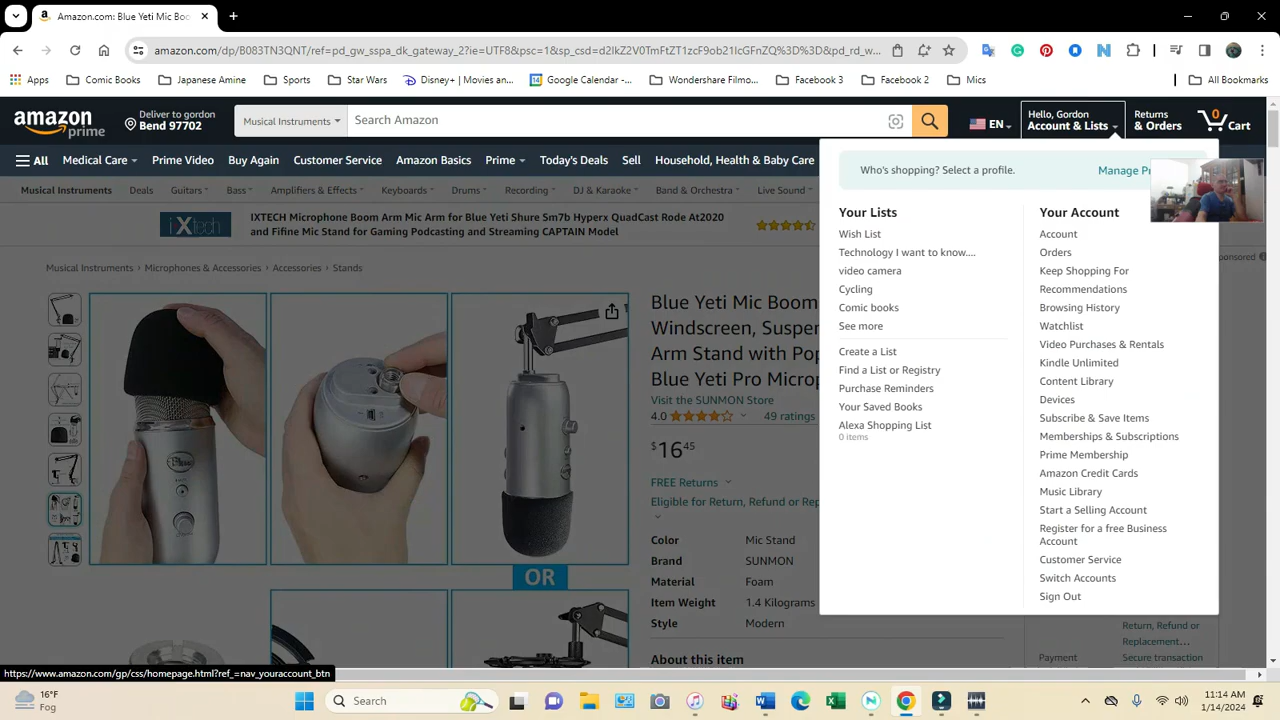 Amazon.com: Blue Yeti Mic Boo
amazon.com/dp/B083TN3QNT/ref=pd_gw_sspa_dk_gateway_2?ie=UTF8&psc=1&sp_csd=d2lkZ2V0TmFtZT1zcF9ob21lcGFnZQ%3D%3D&pd_rd_w...
Apps
Comic Books
Japanese Amine
Sports
Star Wars
Disney+ | Movies an...
Google Calendar -...
Wondershare Filmo...
Facebook 3
Facebook 2
Mics
All Bookmarks
amazon
prime
Deliver to gordon
Bend 97702
Musical Instruments
Search Amazon
EN
Hello, Gordon
Account & Lists
Returns
& Orders
0
Cart
All
Medical Care
Prime Video
Buy Again
Customer Service
Prime
Today's Deals
Sell
Household, Health & Baby Care
Amazon Basics
Musical Instruments
Deals
Guitars
Bass
Amplifiers & Effects
Keyboards
Drums
Recording
DJ & Karaoke
Band & Orchestra
Live Sound
iXtech
IXTECH Microphone Boom Arm Mic Arm for Blue Yeti Shure Sm7b Hyperx QuadCast Rode At2020
and Fifine Mic Stand for Gaming Podcasting and Streaming CAPTAIN Model
ponsored
Musical Instruments
Microphones & Accessories
Accessories
Stands
Blue Yeti Mic Boom
Windscreen, Suspen
Arm Stand with Pop
Blue Yeti Pro Microp
Visit the SUNMON Store
4.0
49 ratings
$16 45
FREE Returns
Eligible for Return, Refund or Rep
Color Mic Stand
Brand SUNMON
Material Foam
Item Weight 1.4 Kilograms
Style Modern
About this item
Blue
OR
Who's shopping? Select a profile.
Manage Pr
Your Lists
Wish List
Technology I want to know....
video camera
Cycling
Comic books
See more
Create a List
Find a List or Registry
Purchase Reminders
Your Saved Books
Alexa Shopping List
0 items
Your Account
Account
Orders
Keep Shopping For
Recommendations
Browsing History
Watchlist
Video Purchases & Rentals
Kindle Unlimited
Content Library
Devices
Subscribe & Save Items
Memberships & Subscriptions
Prime Membership
Amazon Credit Cards
Music Library
Start a Selling Account
Register for a free Business
Account
Customer Service
Switch Accounts
Sign Out
Return, Refund or
Replacement...
Payment
Secure transaction
https://www.amazon.com/gp/css/homepage.html?ref_=nav_youraccount_btn
16°F
Fog
Search
11:14 AM
1/14/2024